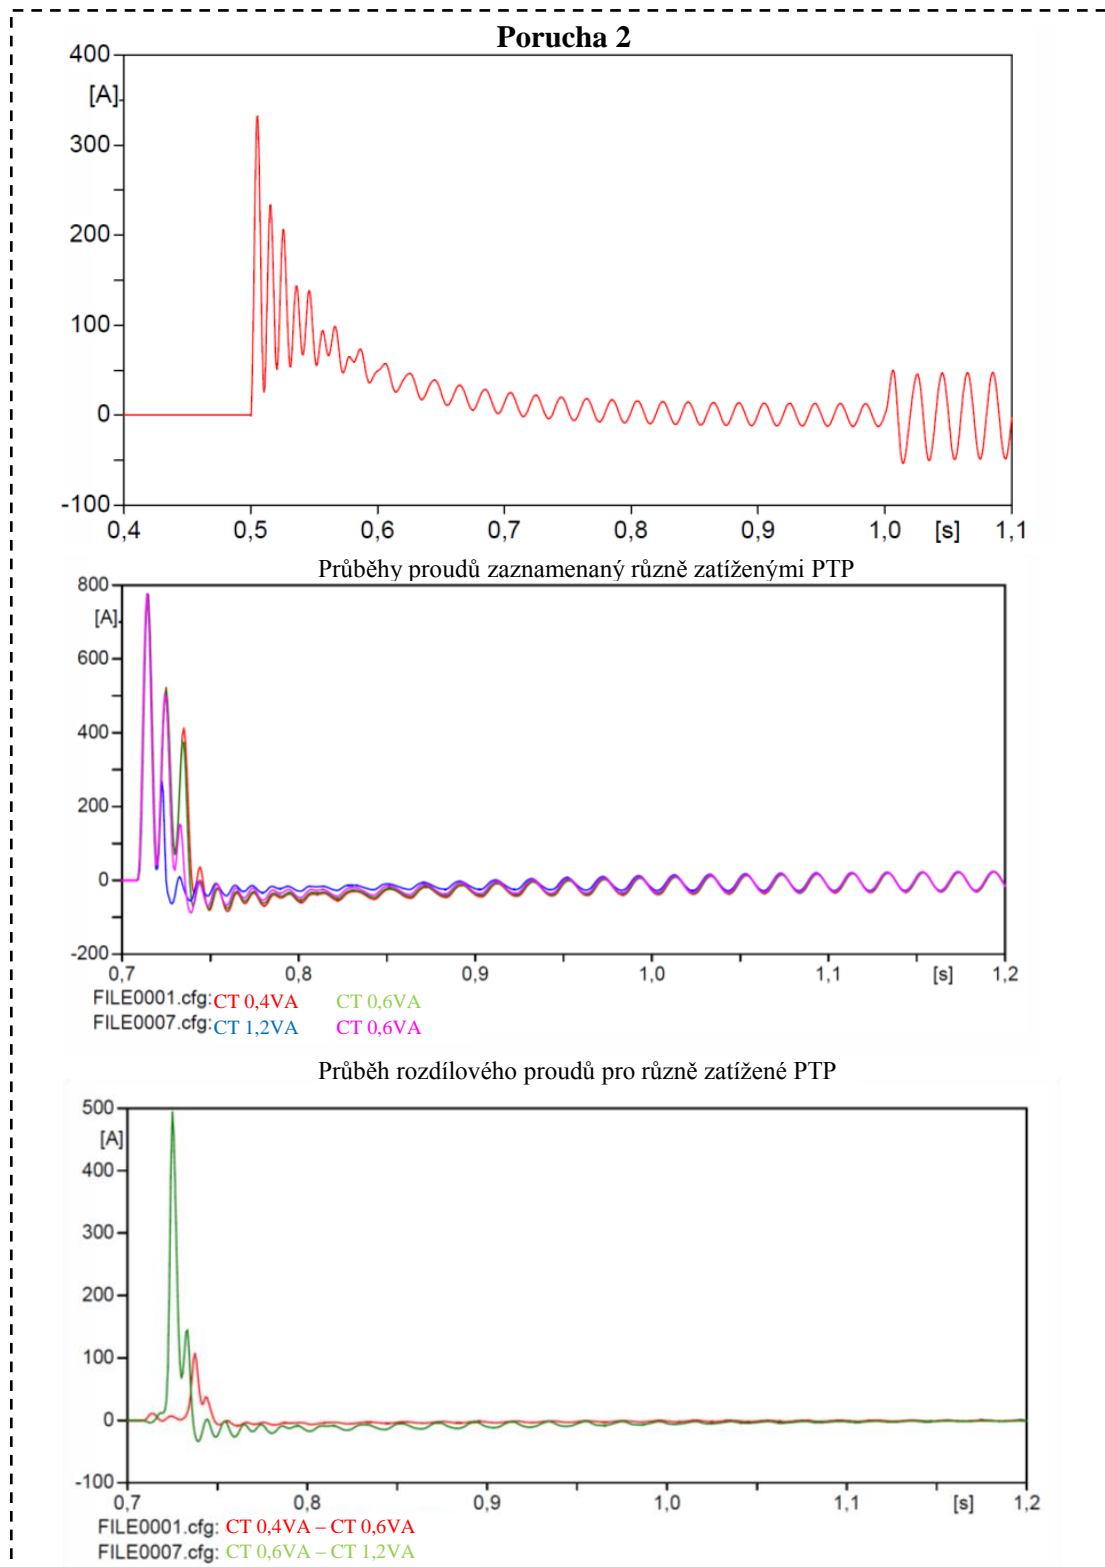 Porucha 2
400
[A]
300
200
100
0
-100
0,4 0,5 0,6 0,7 0,8 0,9 1,0 [s] 1,1
Průběhy proudů zaznamenaný různě zatíženými PTP
800
[A]
600
400
200
0
-200
0,7 0,8 0,9 1,0 1,1 [s] 1,2
FILE0001.cfg: CT 0,4VA CT 0,6VA
FILE0007.cfg: CT 1,2VA CT 0,6VA
Průběh rozdílového proudů pro různě zatížené PTP
500
[A]
400
300
200
100
0
-100
0,7 0,8 0,9 1,0 1,1 [s] 1,2
FILE0001.cfg: CT 0,4VA – CT 0,6VA
FILE0007.cfg: CT 0,6VA – CT 1,2VA